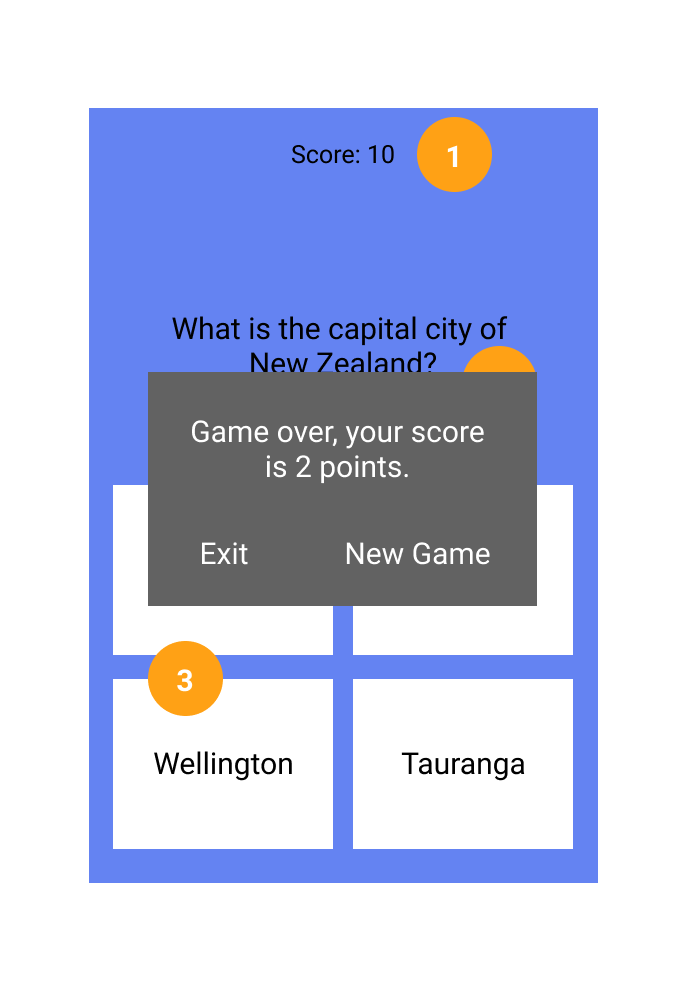 Score: 10
1
What is the capital city of
New Zealand?
Game over, your score
is 2 points.
Exit New Game
3
Wellington Tauranga